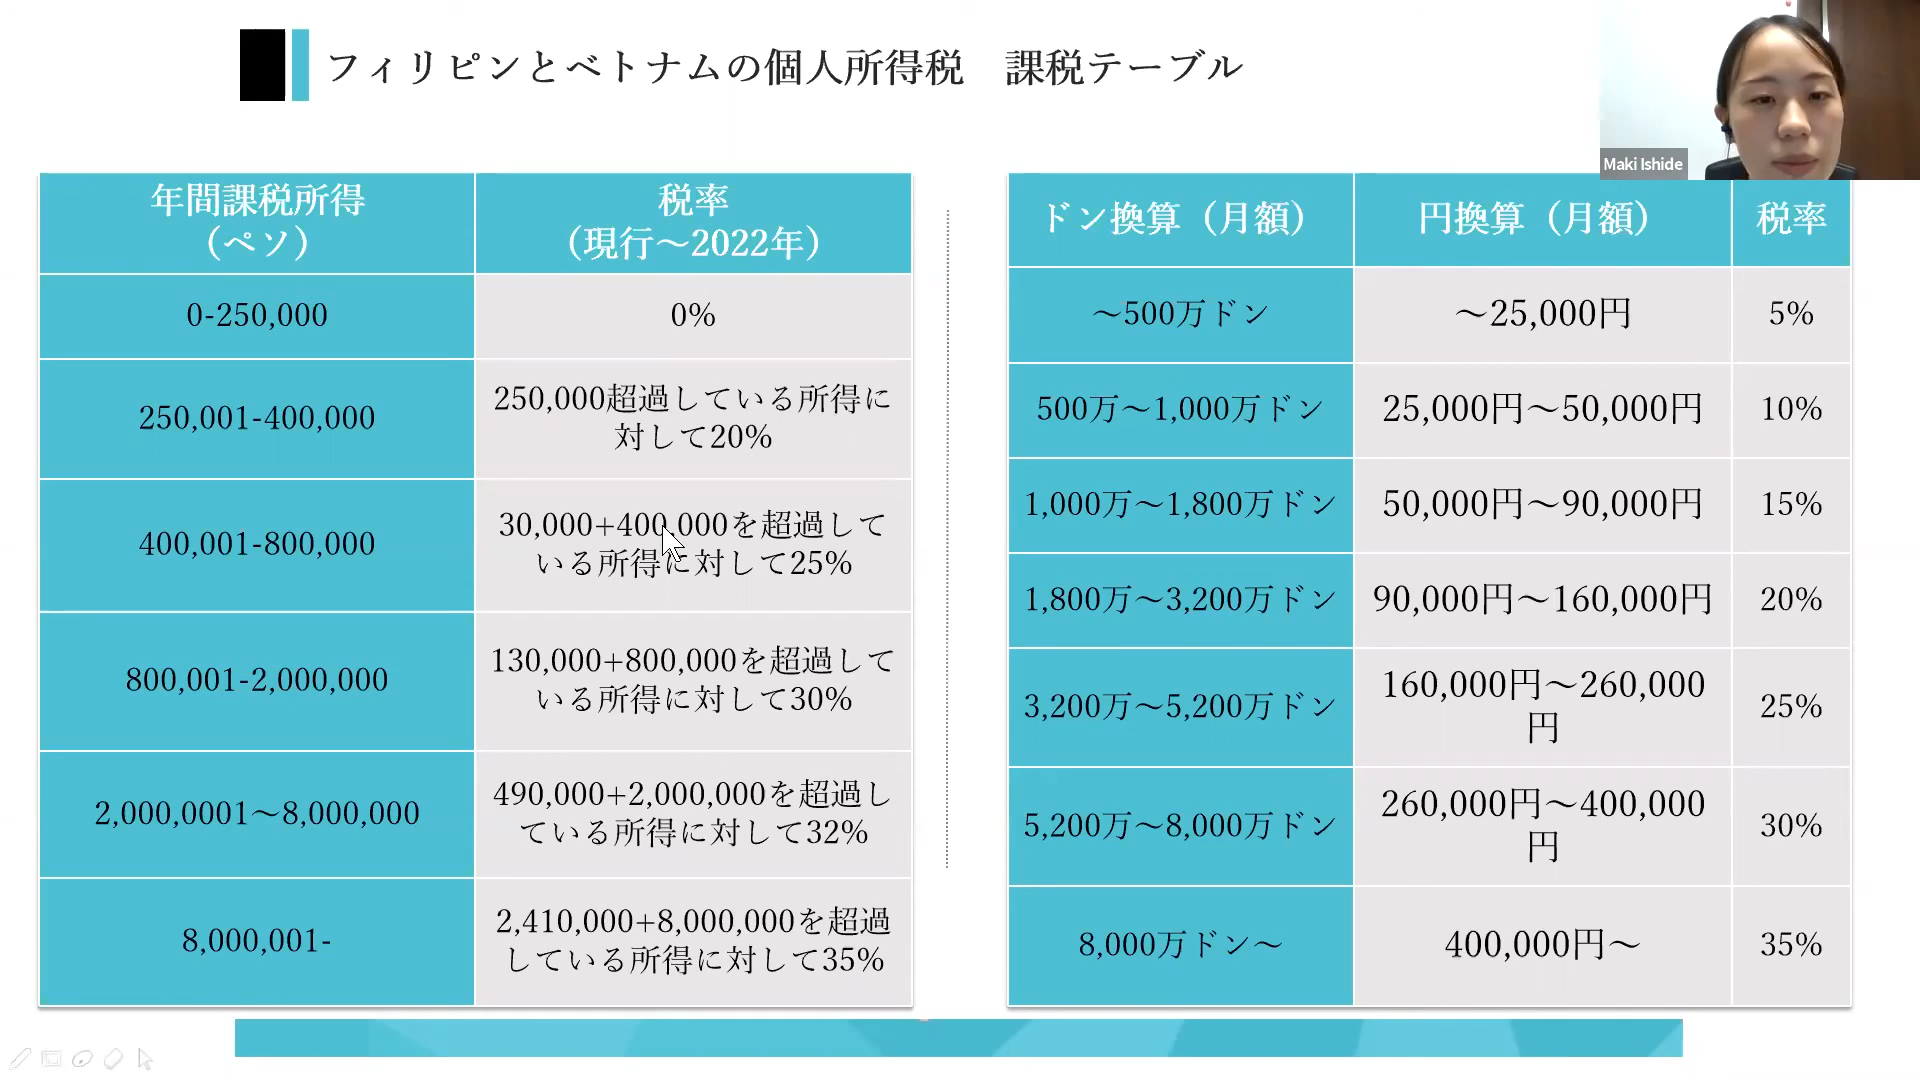 フィリピンとベトナムの個人所得税　課税テーブル
Maki Ishide
年間課税所得
（ペソ）
税率
（現行～2022年）
0-250,000
0%
250,001-400,000
250,000超過している所得に
対して20%
400,001-800,000
30,000+400,000を超過して
いる所得に対して25%
800,001-2,000,000
130,000+800,000を超過して
いる所得に対して30%
2,000,0001～8,000,000
490,000+2,000,000を超過し
ている所得に対して32%
8,000,001-
2,410,000+8,000,000を超過
している所得に対して35%
ドン換算（月額）
円換算（月額）
税率
～500万ドン
～25,000円
5%
500万～1,000万ドン
25,000円～50,000円
10%
1,000万～1,800万ドン
50,000円～90,000円
15%
1,800万～3,200万ドン
90,000円～160,000円
20%
3,200万～5,200万ドン
160,000円～260,000
円
25%
5,200万～8,000万ドン
260,000円～400,000
円
30%
8,000万ドン～
400,000円～
35%